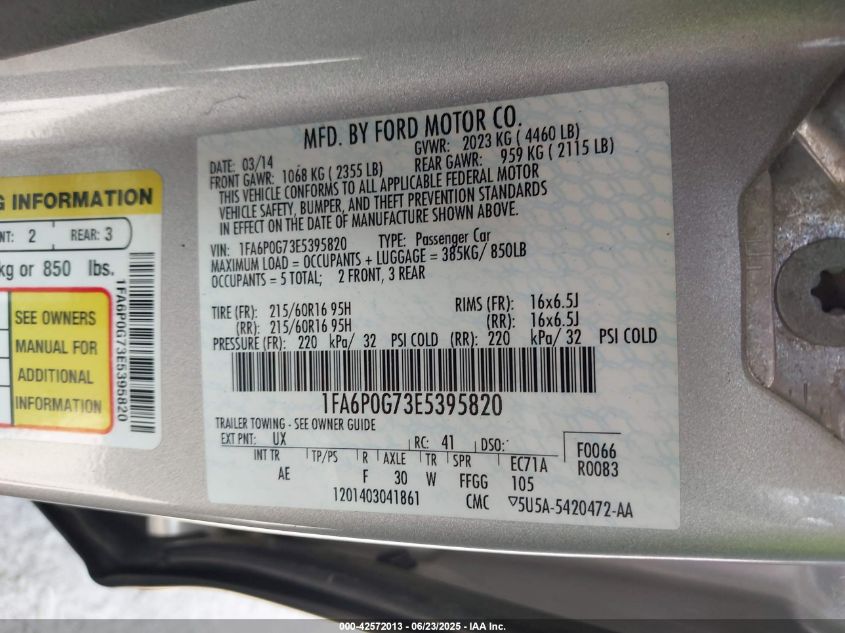 G INFORMATION
NT: 2 REAR: 3
kg or 850 lbs.
SEE OWNERS
MANUAL FOR
ADDITIONAL
INFORMATION
1FA6P0G73E5395820
MFD. BY FORD MOTOR CO.
DATE: 03/14 GVWR: 2023 KG ( 4460 LB)
FRONT GAWR: 1068 KG ( 2355 LB) REAR GAWR: 959 KG ( 2115 LB)
THIS VEHICLE CONFORMS TO ALL APPLICABLE FEDERAL MOTOR
VEHICLE SAFETY, BUMPER, AND THEFT PREVENTION STANDARDS
IN EFFECT ON THE DATE OF MANUFACTURE SHOWN ABOVE.
VIN: 1FA6P0G73E5395820 TYPE: Passenger Car
MAXIMUM LOAD = OCCUPANTS + LUGGAGE = 385KG/ 850LB
OCCUPANTS = 5 TOTAL; 2 FRONT, 3 REAR
TIRE (FR): 215/60R16 95H RIMS (FR): 16x6.5J
(RR): 215/60R16 95H (RR): 16x6.5J
PRESSURE (FR): 220 kPa/ 32 PSI COLD (RR): 220 kPa/ 32 PSI COLD
1FA6P0G73E5395820
TRAILER TOWING - SEE OWNER GUIDE
EXT PNT: UX RC: 41 DSO: F0066
INT TR TP/PS R AXLE TR SPR EC71A R0083
AE F 30 W FFGG 105
1201403041861 CMC ▽5U5A-5420472-AA
000-42572013 - 06/23/2025 - IAA Inc.